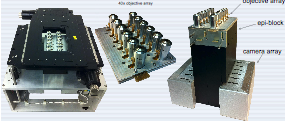 40x objective array
objective array
epi-block
camera array